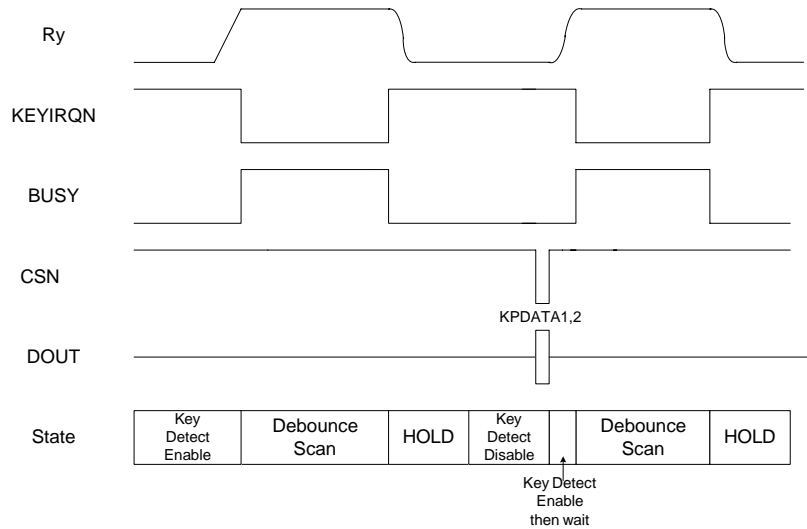 Ry
KEYIRQN
BUSY
CSN
KPDATA1,2
DOUT
State
Key
Detect
Enable
Debounce
Scan
HOLD
Key
Detect
Disable
Debounce
Scan
HOLD
Key Detect
Enable
then wait